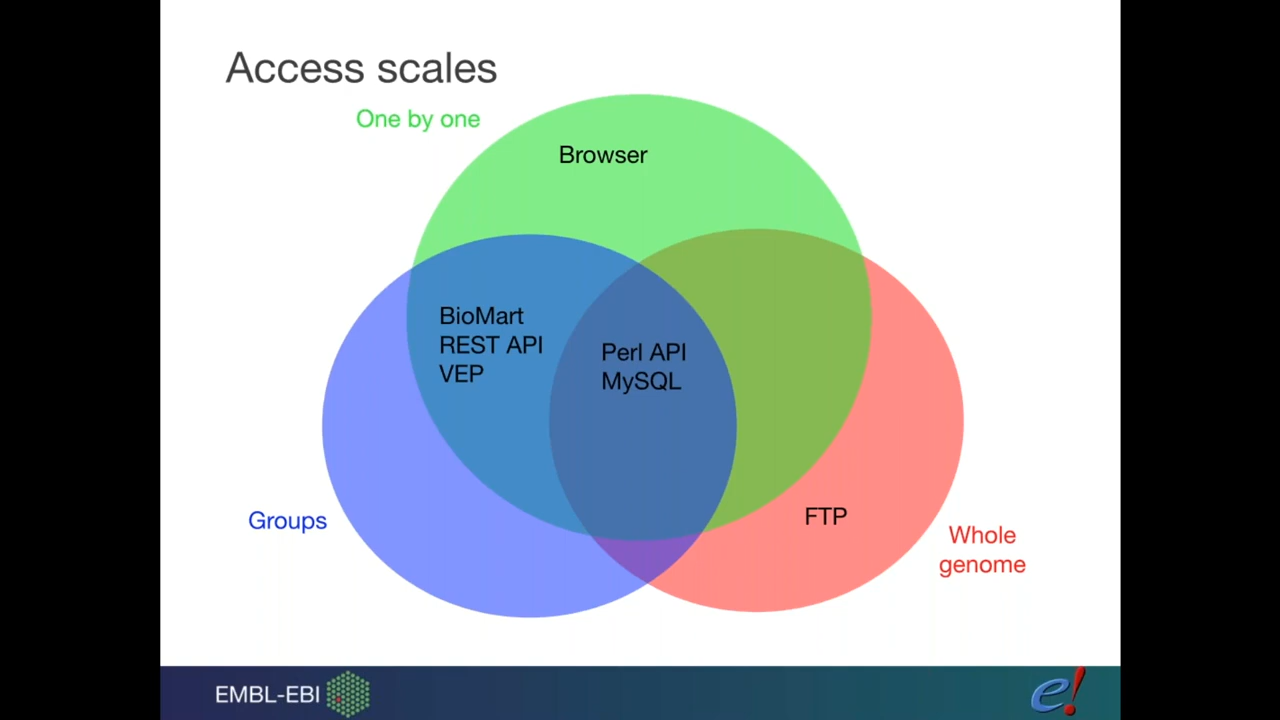 Access scales
One by one
Browser
BioMart
REST API
VEP
Perl API
MySQL
Groups
FTP
Whole
genome
EMBL-EBI
e!